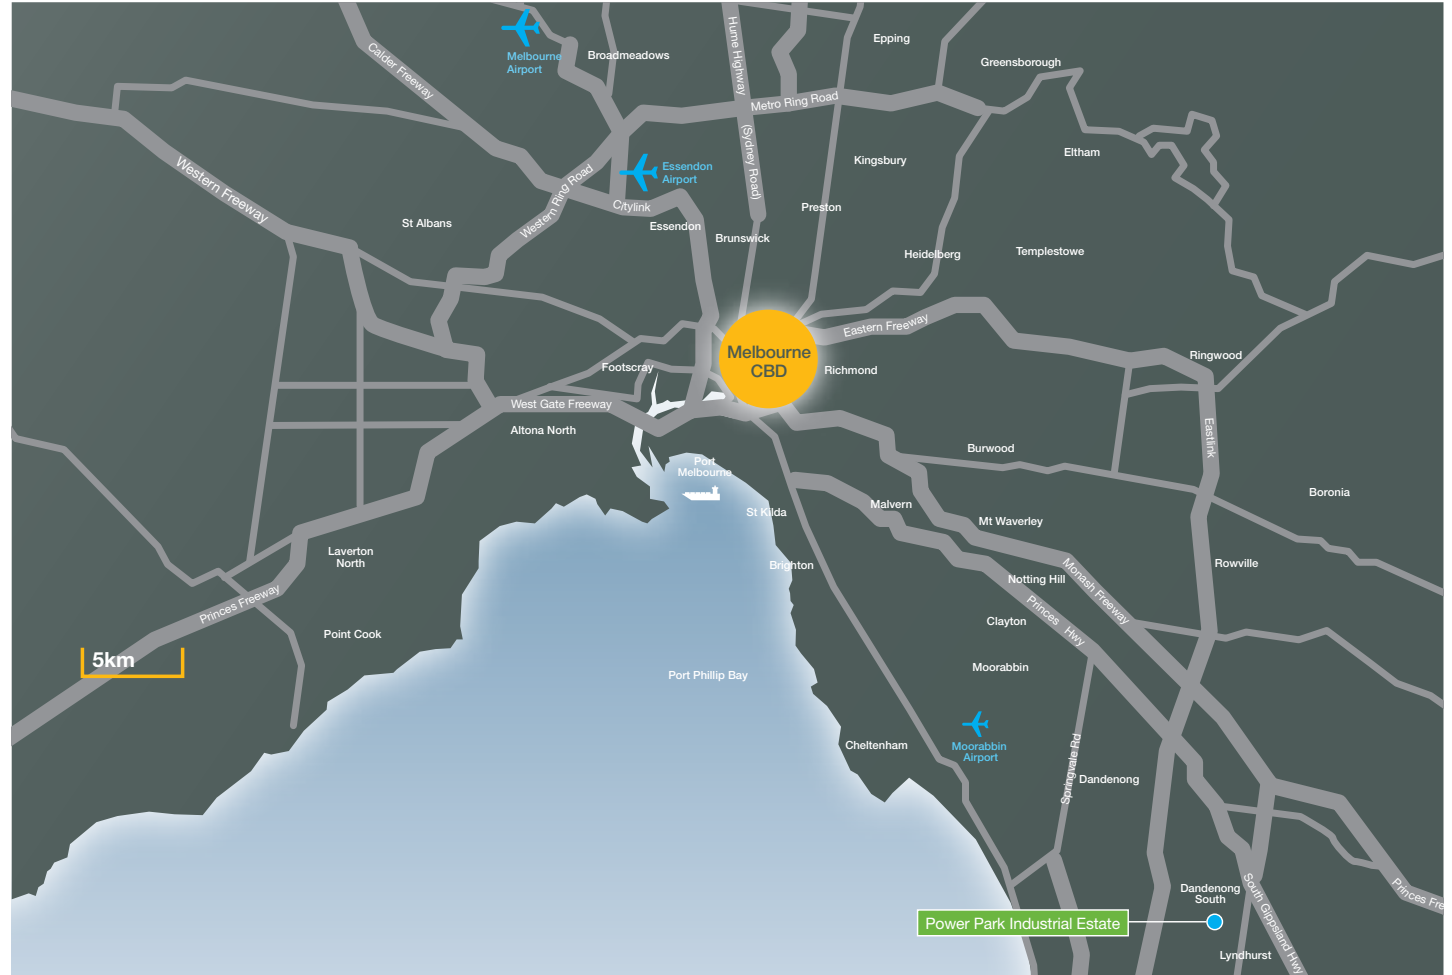 Epping
Hume Highway
Calder Freeway
Melbourne
Airport
Broadmeadows
Greensborough
Metro Ring Road
(Sydney Road)
Eltham
Kingsbury
Western Freeway
Essendon
Airport
Western Ring Road
Citylink
Preston
St Albans
Essendon
Brunswick
Heidelberg
Templestowe
Eastern Freeway
Melbourne
CBD
Ringwood
Footscray
Richmond
West Gate Freeway
Altona North
Eastlink
Burwood
Port
Melbourne
Boronia
Malvern
St Kilda
Mt Waverley
Laverton
North
Brighton
Rowville
Notting Hill
Monash Freeway
Princes Freeway
Princes Hwy
Clayton
Point Cook
5km
Port Phillip Bay
Moorabbin
Cheltenham
Moorabbin
Airport
Springvale Rd
Dandenong
Dandenong
South
South Gippsland Hwy
Princes Fre
Power Park Industrial Estate
Lyndhurst